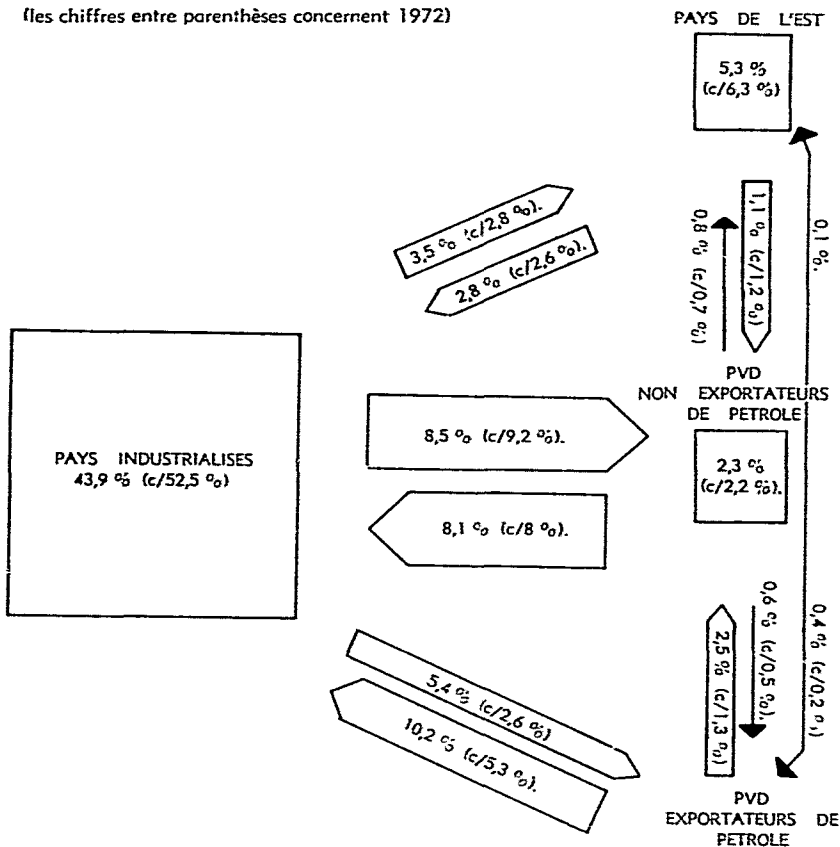 (les chiffres entre parenthèses concernent 1972)
PAYS DE L'EST
5,3 %
(c/6,3 %)
3,5 % (c/2,8 %).
2,8 % (c/2,6 %).
0,8 % (c/0,7 %)
1,1 % (c/1,2 %)
0,1 %.
PVD
NON EXPORTATEURS
DE PETROLE
PAYS INDUSTRIALISES
43,9 % (c/52,5 %)
8,5 % (c/9,2 %).
8,1 % (c/8 %).
2,3 %
(c/2,2 %).
5,4 % (c/2,6 %)
10,2 % (c/5,3 %).
2,5 % (c/1,3 %)
0,6 % (c/0,5 %).
0,4 % (c/0,2 %)
PVD
EXPORTATEURS DE
PETROLE